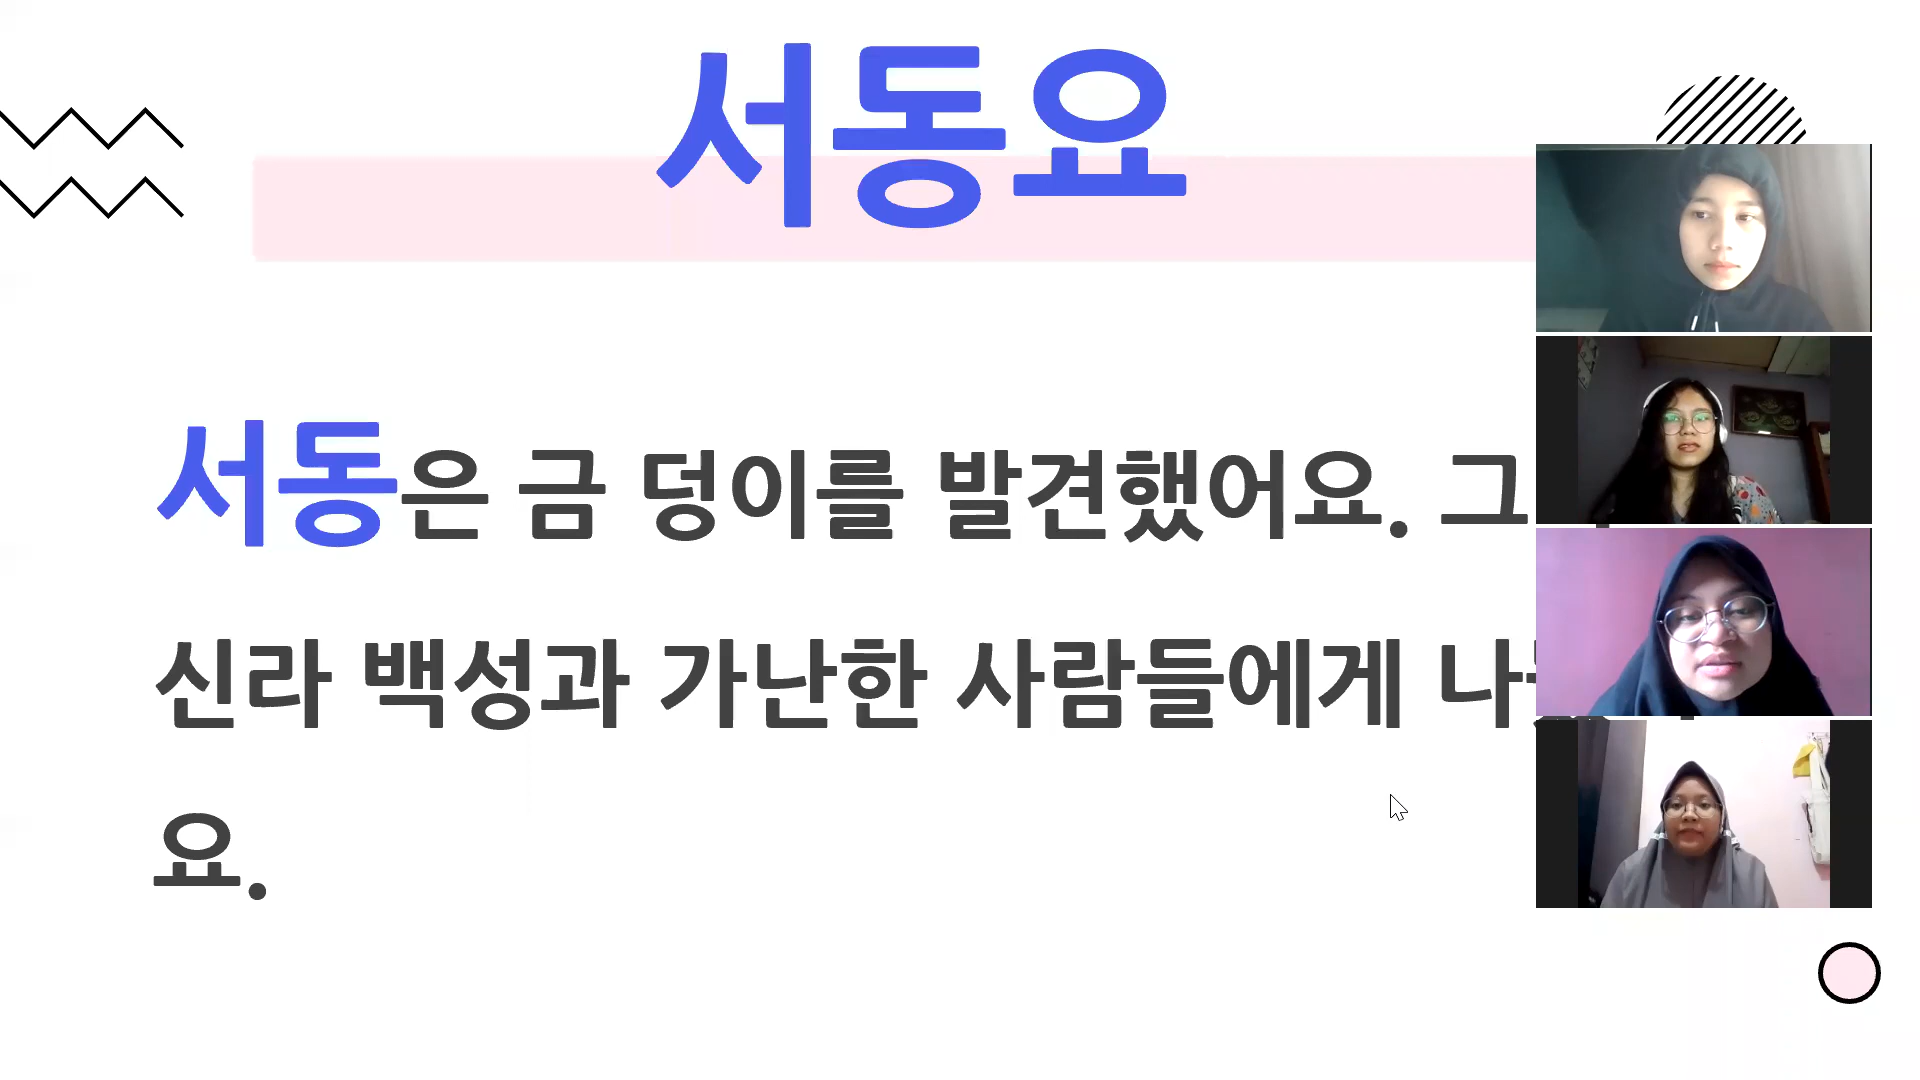 서동요
서동은 금 덩이를 발견했어요. 그
신라 백성과 가난한 사람들에게
요.